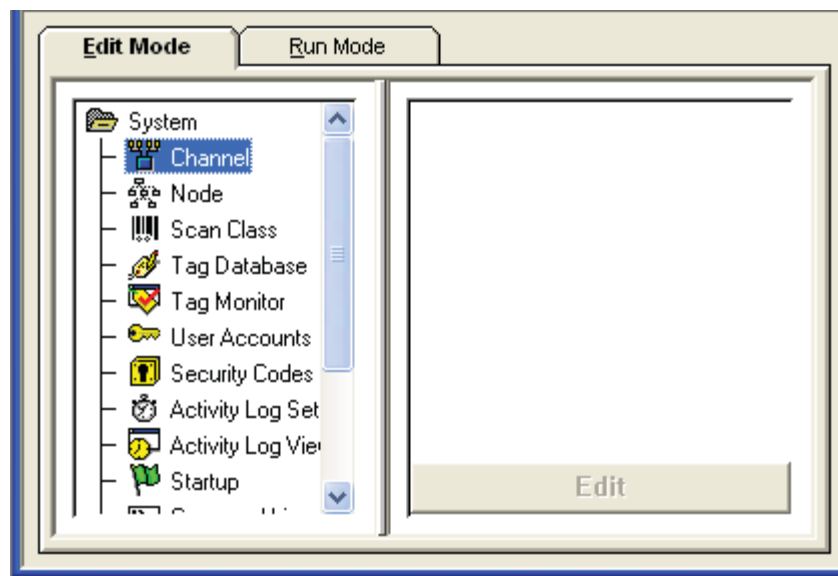 Edit Mode
Run Mode
System
Channel
Node
Scan Class
Tag Database
Tag Monitor
User Accounts
Security Codes
Activity Log Set
Activity Log Vie
Startup
Edit